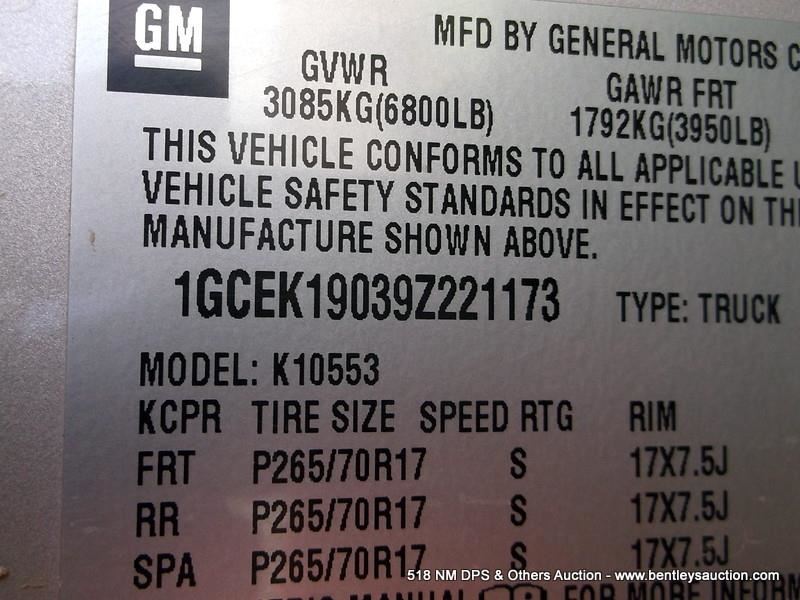 GM
MFD BY GENERAL MOTORS
GVWR
3085KG(6800LB)
GAWR FRT
1792KG(3950LB)
THIS VEHICLE CONFORMS TO ALL APPLICABLE
VEHICLE SAFETY STANDARDS IN EFFECT ON
MANUFACTURE SHOWN ABOVE.
1GCEK19039Z221173 TYPE: TRUCK
MODEL: K10553
KCPR TIRE SIZE SPEED RTG RIM
FRT P265/70R17 S 17X7.5J
RR P265/70R17 S 17X7.5J
SPA P265/70R17 S 17X7.5J
MANUAL FOR MORE
518 NM DPS & Others Auction - www.bentleysauction.com